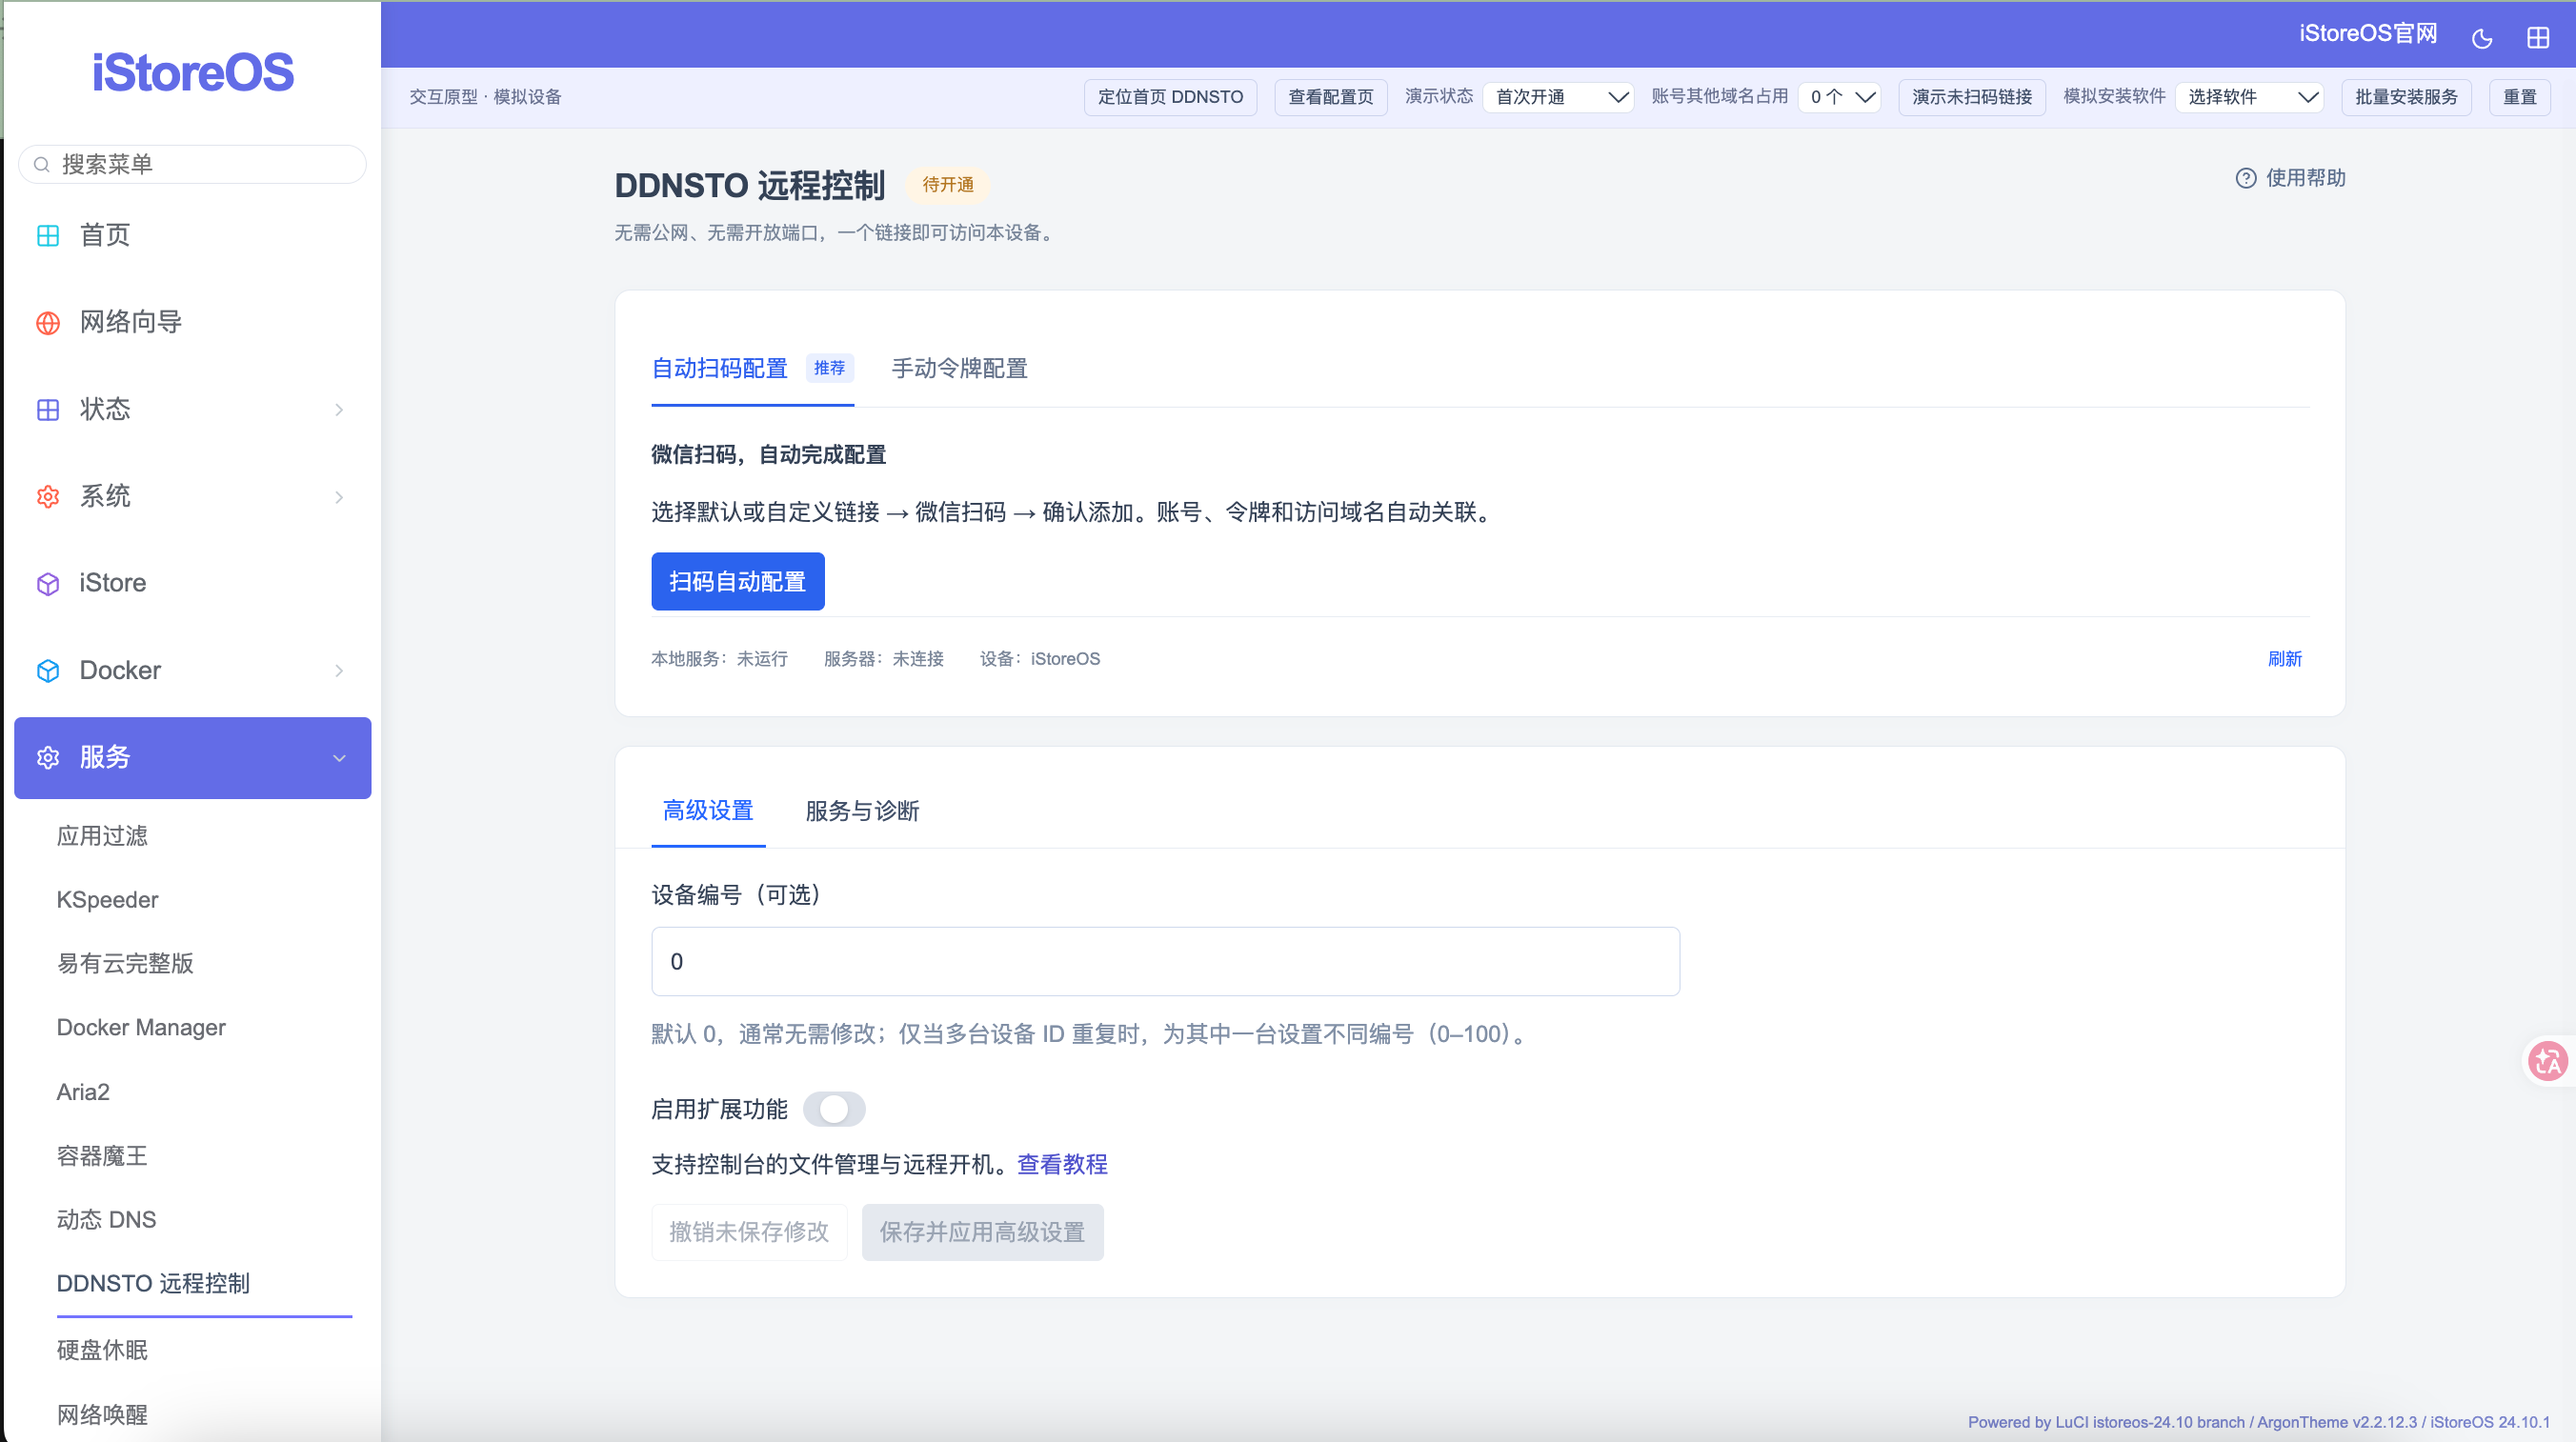 iStoreOS
搜索菜单
首页
网络向导
状态
系统
iStore
Docker
服务
应用过滤
KSpeeder
易有云完整版
Docker Manager
Aria2
容器魔王
动态 DNS
DDNSTO 远程控制
硬盘休眠
网络唤醒
iStoreOS官网
交互原型 · 模拟设备
定位首页 DDNSTO 查看配置页 演示状态 首次开通 账号其他域名占用 0 个 演示未扫码链接 模拟安装软件 选择软件 批量安装服务 重置
DDNSTO 远程控制 待开通
使用帮助
无需公网、无需开放端口，一个链接即可访问本设备。
自动扫码配置 推荐 手动令牌配置
微信扫码，自动完成配置
选择默认或自定义链接 → 微信扫码 → 确认添加。账号、令牌和访问域名自动关联。
扫码自动配置
本地服务：未运行 服务器：未连接 设备：iStoreOS 刷新
高级设置 服务与诊断
设备编号（可选）
0
默认 0，通常无需修改；仅当多台设备 ID 重复时，为其中一台设置不同编号（0–100）。
启用扩展功能
支持控制台的文件管理与远程开机。查看教程
撤销未保存修改 保存并应用高级设置
Powered by LuCI istoreos-24.10 branch / ArgonTheme v2.2.12.3 / iStoreOS 24.10.1